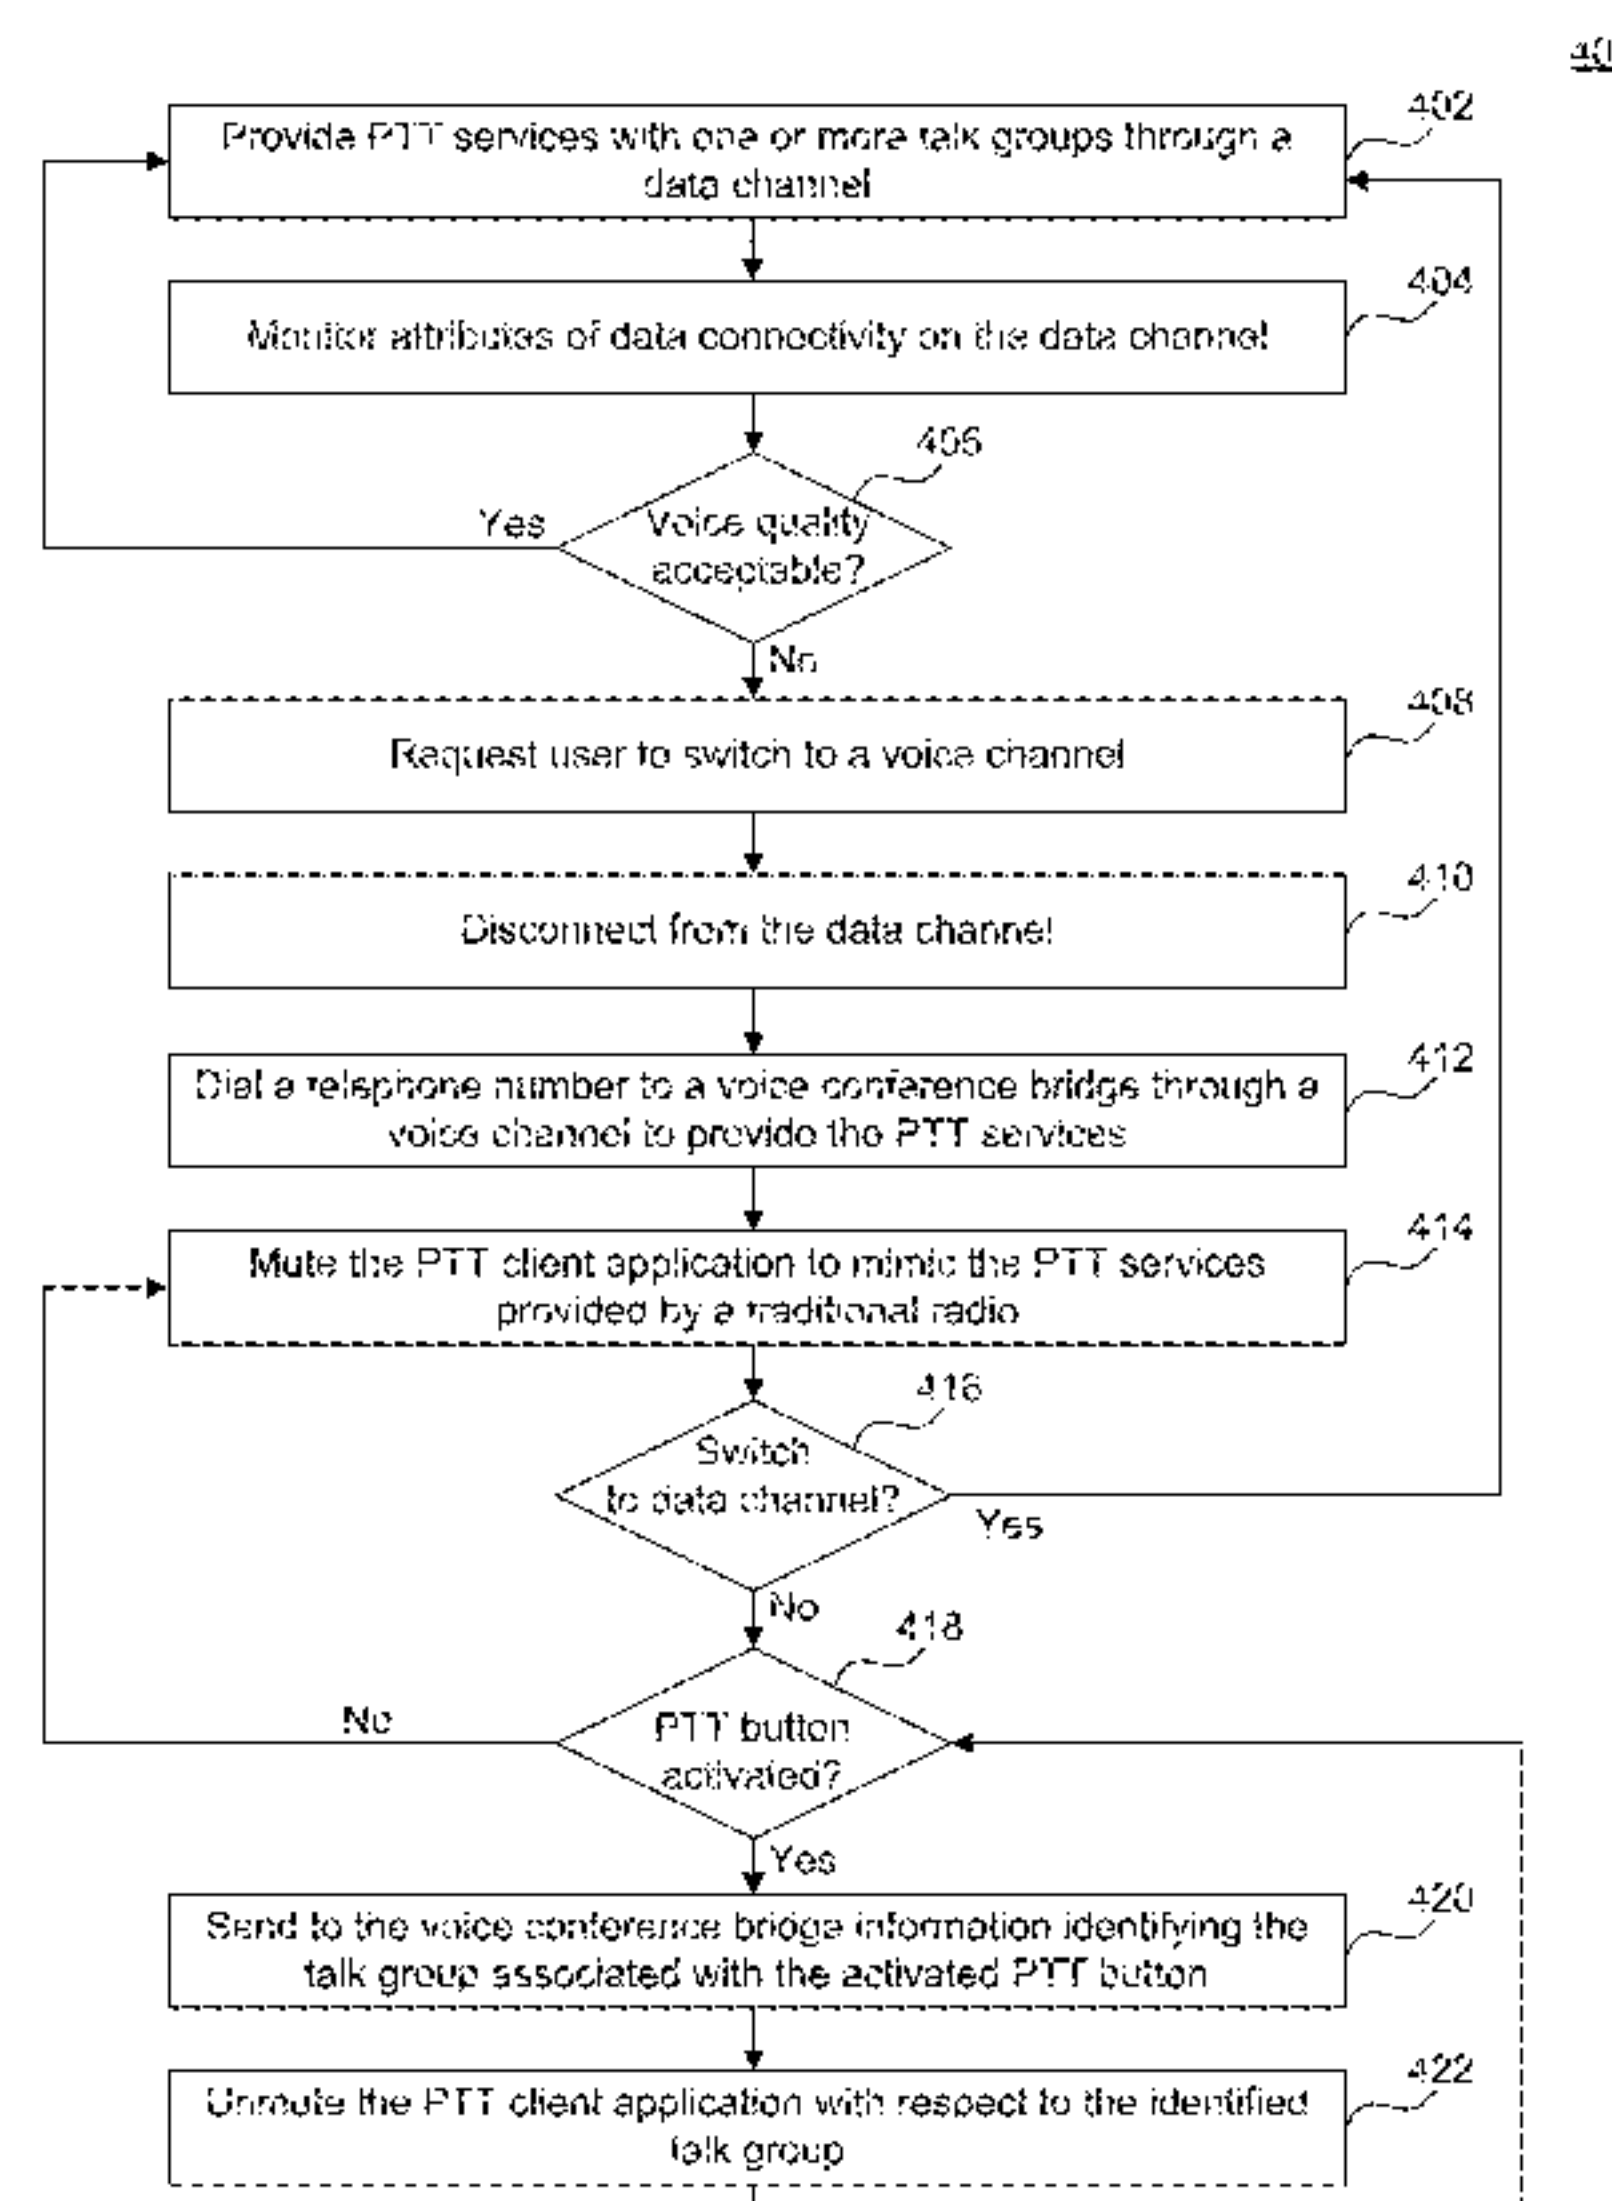 40
402
Provide PTT services with one or more talk groups through a
data channel
404
Monitor attributes of data connectivity on the data channel
406
Yes
Voice quality
acceptable?
No
408
Request user to switch to a voice channel
410
Disconnect from the data channel
412
Dial a telephone number to a voice conference bridge through a
voice channel to provide the PTT services
414
Mute the PTT client application to mimic the PTT services
provided by a traditional radio
416
Switch
to data channel?
Yes
No
418
No
PTT button
activated?
Yes
420
Send to the voice conference bridge information identifying the
talk group associated with the activated PTT button
422
Unmute the PTT client application with respect to the identified
talk group